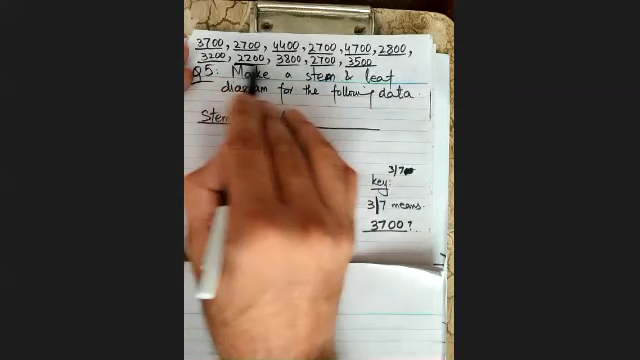 3700, 2700, 4400, 2700, 4700, 2800,
3200, 2200, 3800, 2700, 3500
Q5: Make a stem & leaf
diagram for the following data.
Stem
3/7
key:
3|7 means
3700?